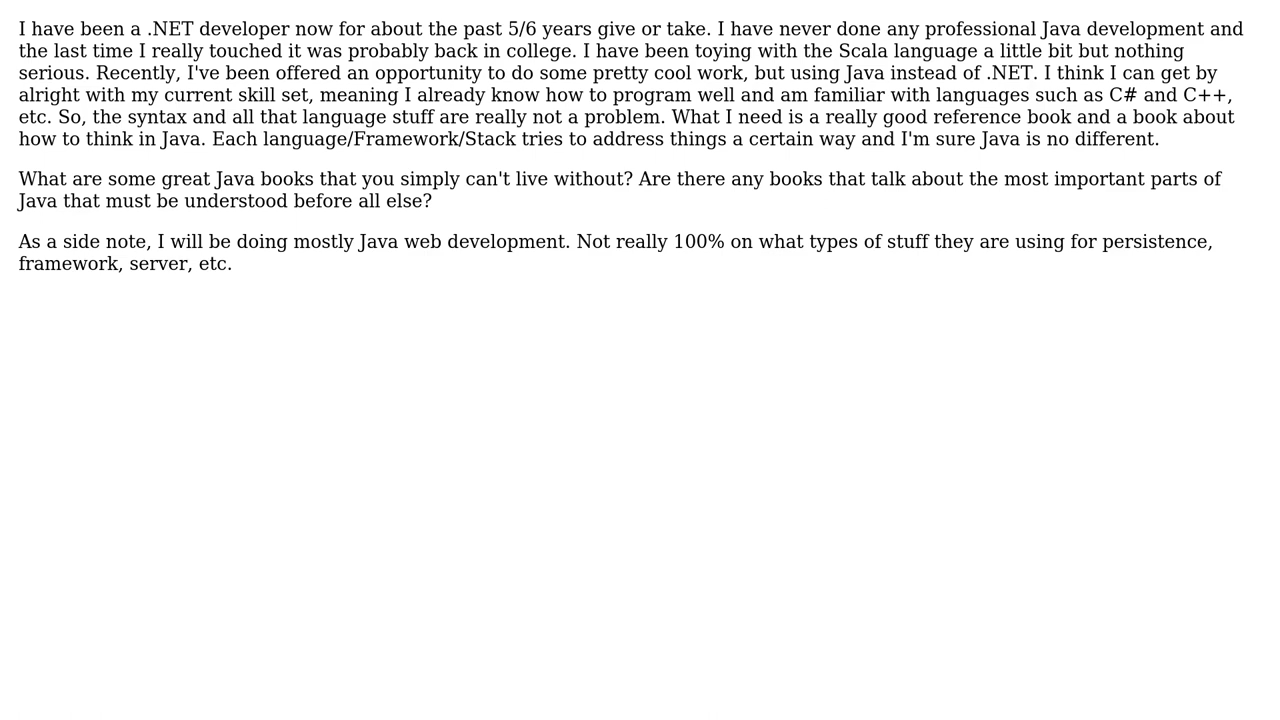 I have been a .NET developer now for about the past 5/6 years give or take. I have never done any professional Java development and
the last time I really touched it was probably back in college. I have been toying with the Scala language a little bit but nothing
serious. Recently, I've been offered an opportunity to do some pretty cool work, but using Java instead of .NET. I think I can get by
alright with my current skill set, meaning I already know how to program well and am familiar with languages such as C# and C++,
etc. So, the syntax and all that language stuff are really not a problem. What I need is a really good reference book and a book about
how to think in Java. Each language/Framework/Stack tries to address things a certain way and I'm sure Java is no different.
What are some great Java books that you simply can't live without? Are there any books that talk about the most important parts of
Java that must be understood before all else?
As a side note, I will be doing mostly Java web development. Not really 100% on what types of stuff they are using for persistence,
framework, server, etc.